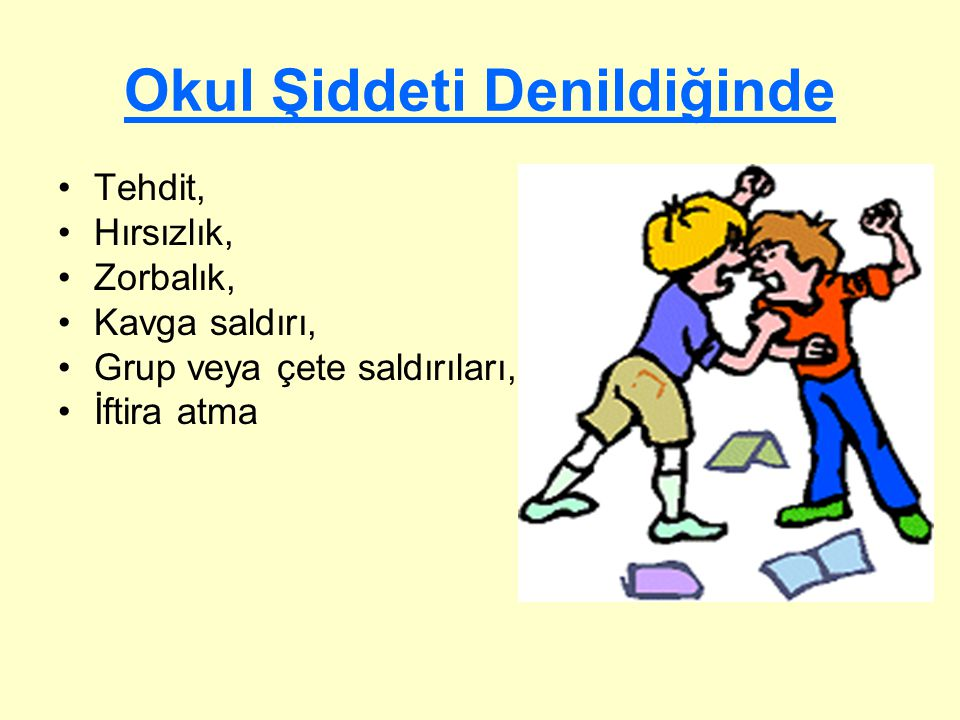 Okul Şiddeti Denildiğinde
• Tehdit,
• Hırsızlık,
• Zorbalık,
• Kavga saldırı,
• Grup veya çete saldırıları,
• İftira atma